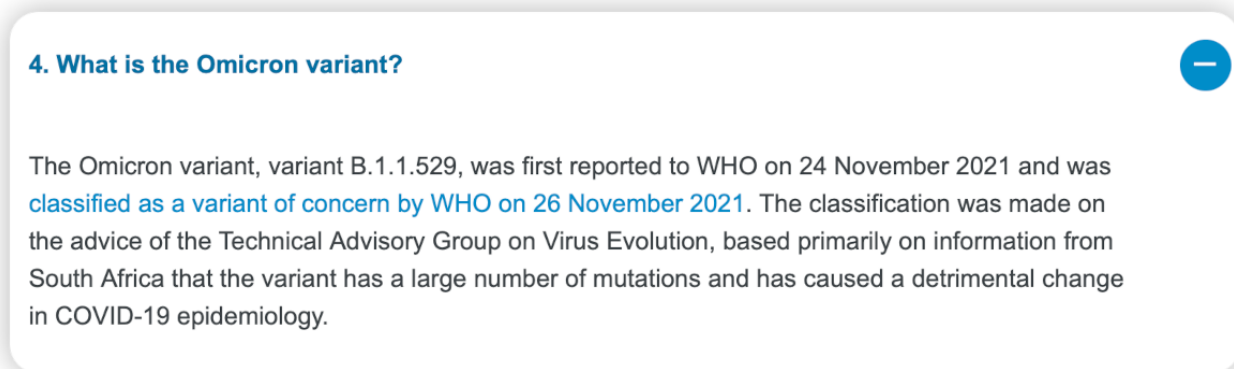 4. What is the Omicron variant?
The Omicron variant, variant B.1.1.529, was first reported to WHO on 24 November 2021 and was
classified as a variant of concern by WHO on 26 November 2021. The classification was made on
the advice of the Technical Advisory Group on Virus Evolution, based primarily on information from
South Africa that the variant has a large number of mutations and has caused a detrimental change
in COVID-19 epidemiology.